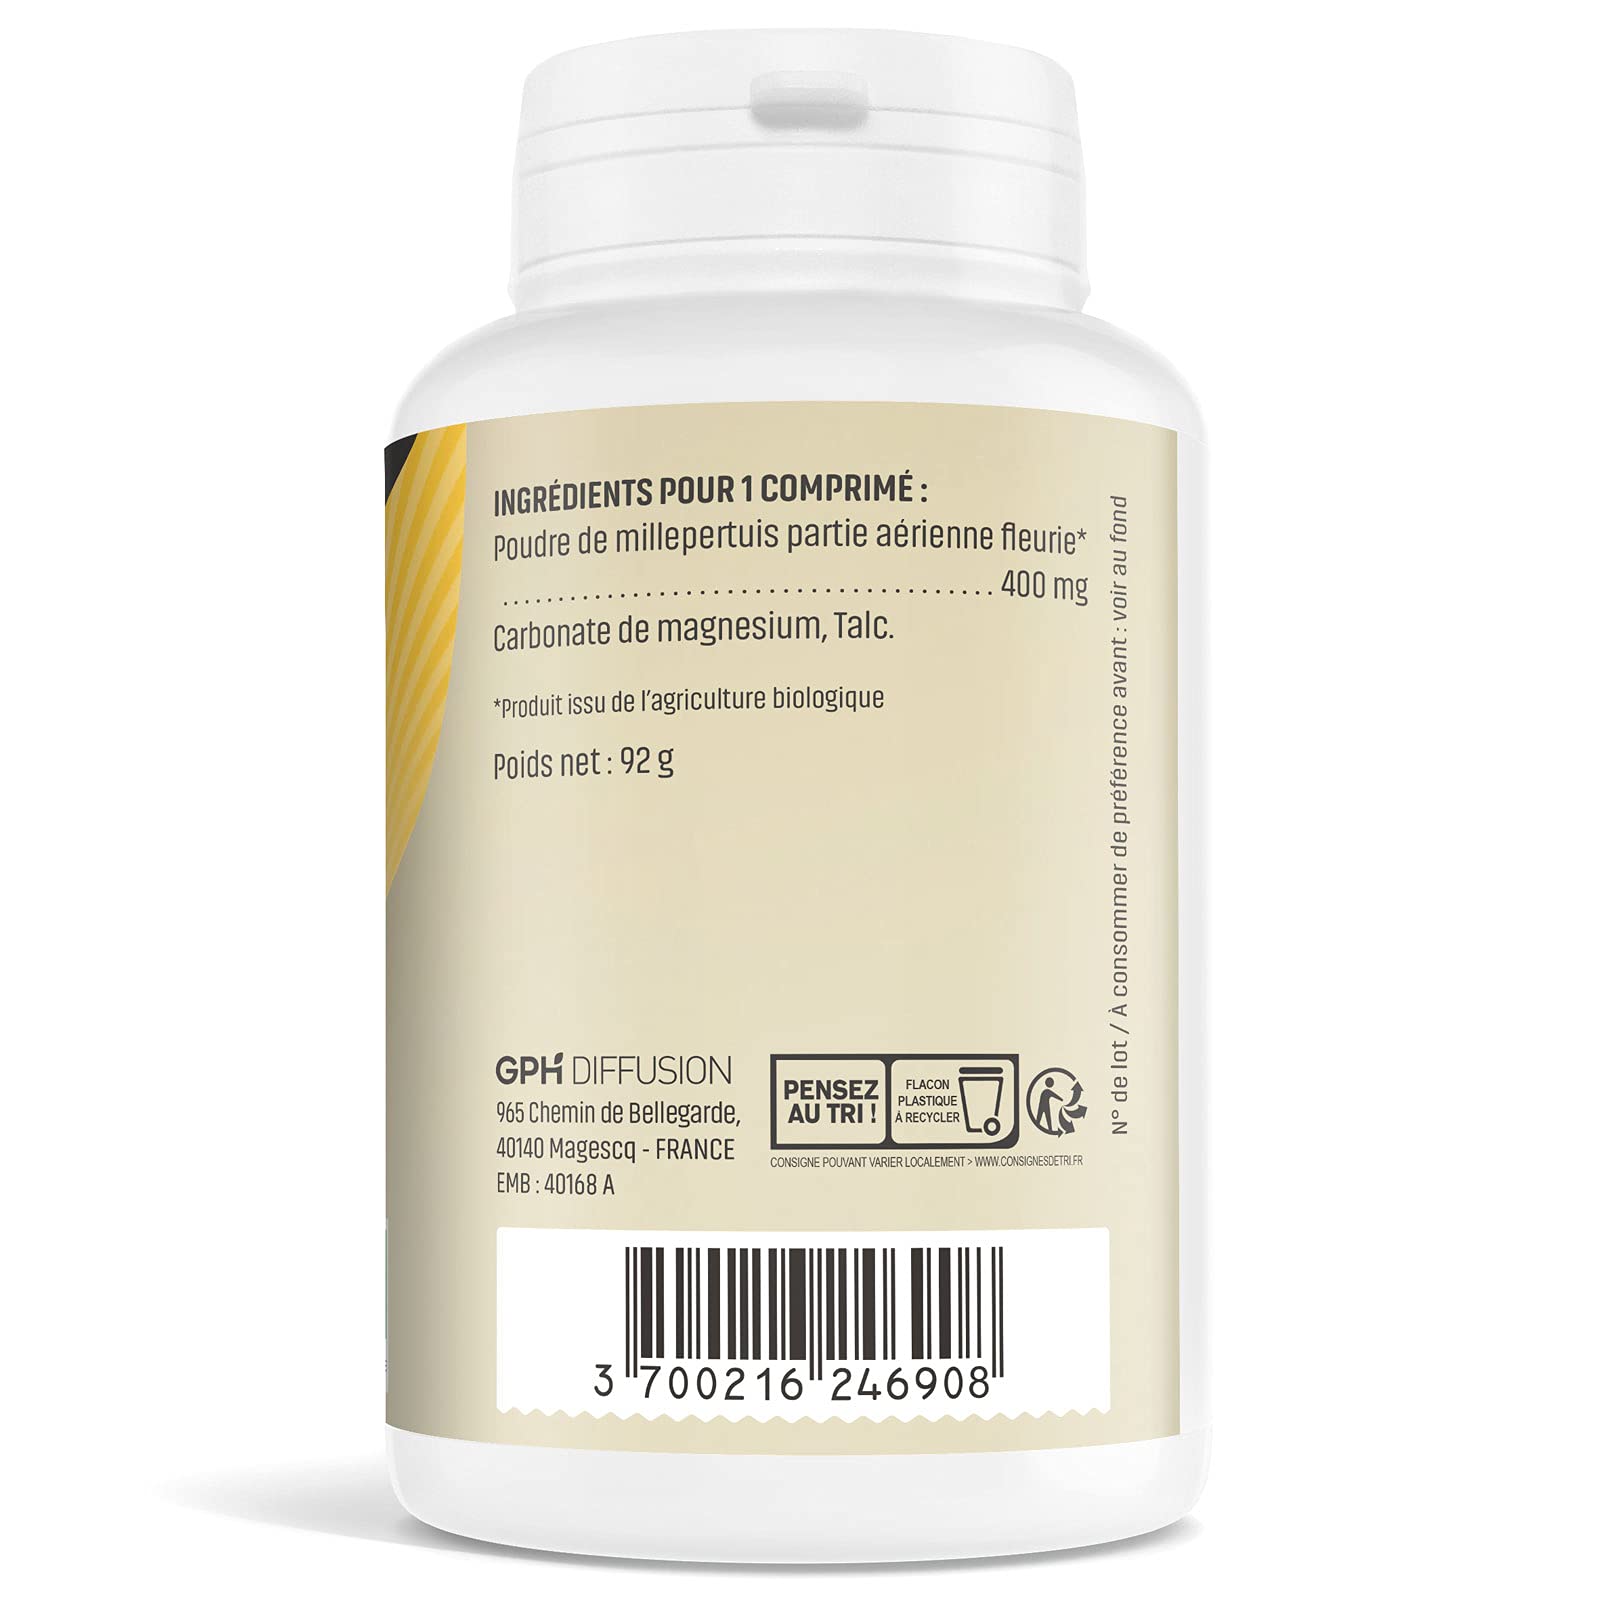 INGRÉDIENTS POUR 1 COMPRIMÉ :
Poudre de millepertuis partie aérienne fleurie*
........................................ 400 mg
Carbonate de magnesium, Talc.
*Produit issu de l'agriculture biologique
Poids net : 92 g
N° de lot / À consommer de préférence avant : voir au fond
GPH DIFFUSION
965 Chemin de Bellegarde,
40140 Magescq - FRANCE
EMB : 40168 A
PENSEZ
AU TRI !
FLACON
PLASTIQUE
À RECYCLER
CONSIGNE POUVANT VARIER LOCALEMENT > WWW.CONSIGNESDETRI.FR
3 700216 246908